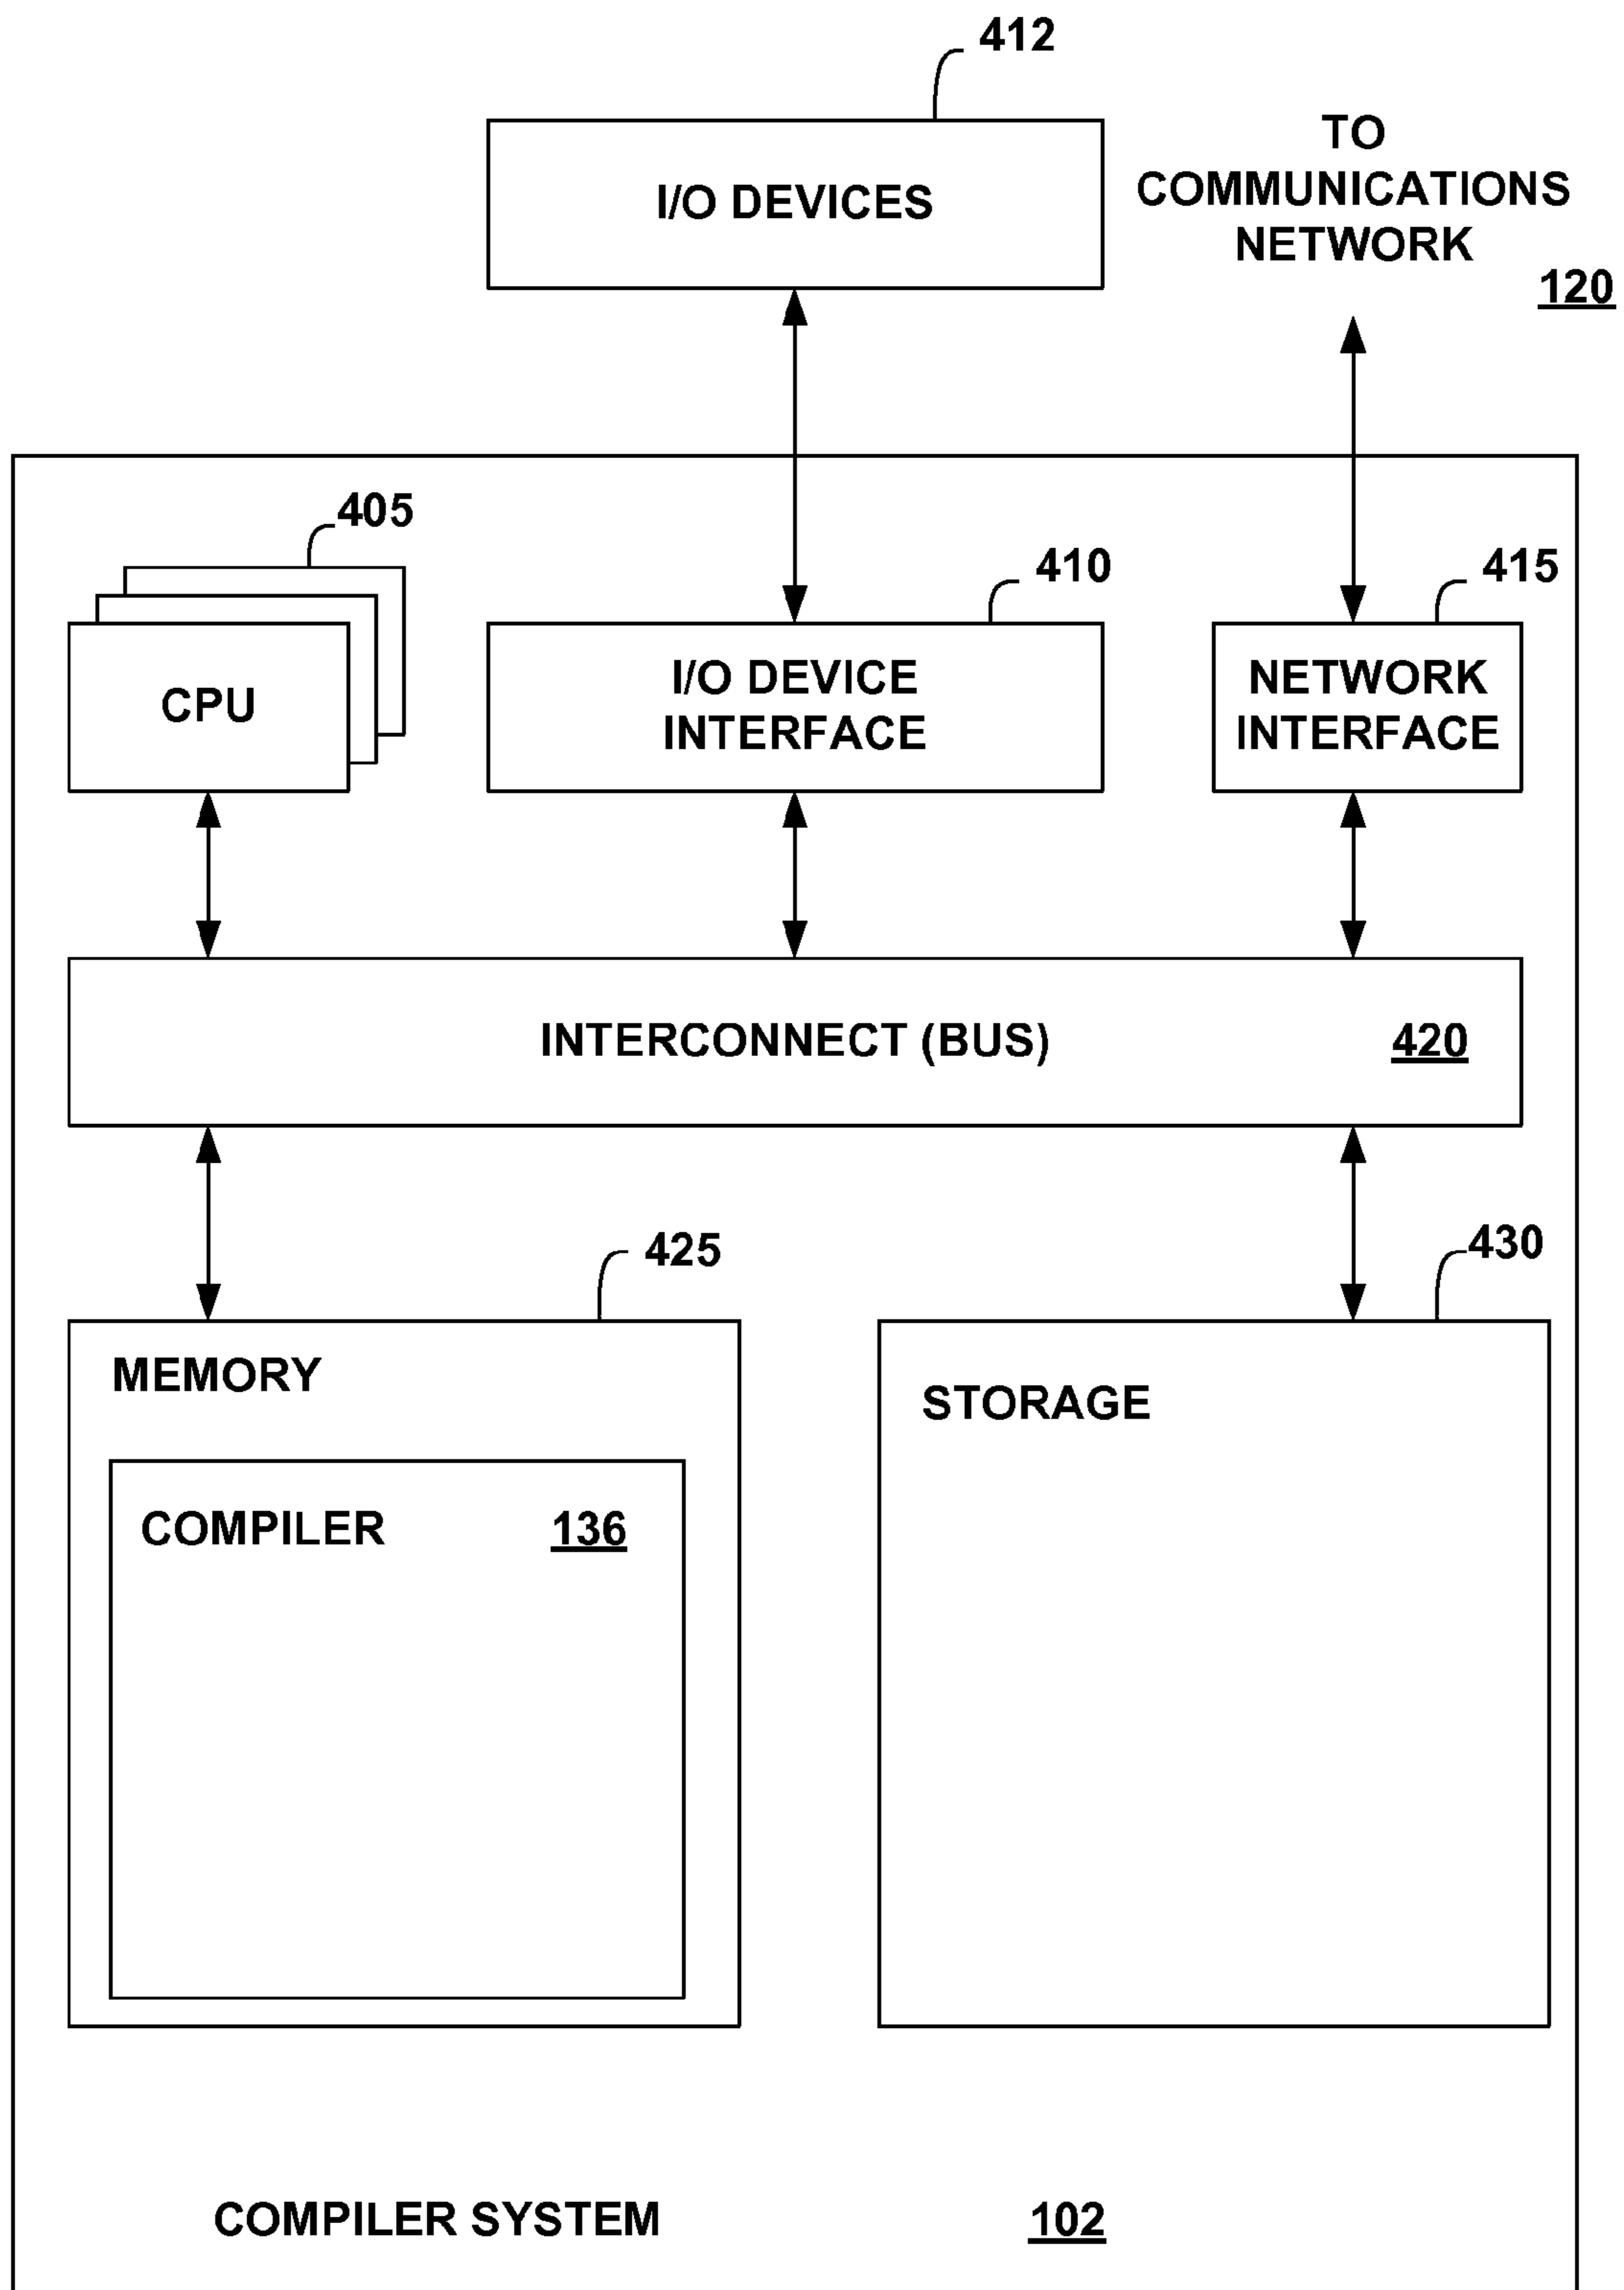 412
I/O DEVICES
TO
COMMUNICATIONS
NETWORK
120
405
410
415
CPU
I/O DEVICE
INTERFACE
NETWORK
INTERFACE
INTERCONNECT (BUS) 420
425
430
MEMORY
STORAGE
COMPILER 136
COMPILER SYSTEM 102